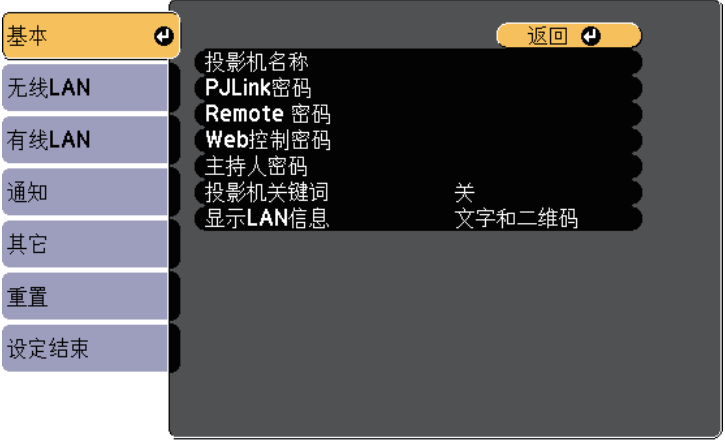 基本
无线LAN
有线LAN
通知
其它
重置
设定结束
返回
投影机名称
PJLink密码
Remote 密码
Web控制密码
主持人密码
投影机关键词 关
显示LAN信息 文字和二维码